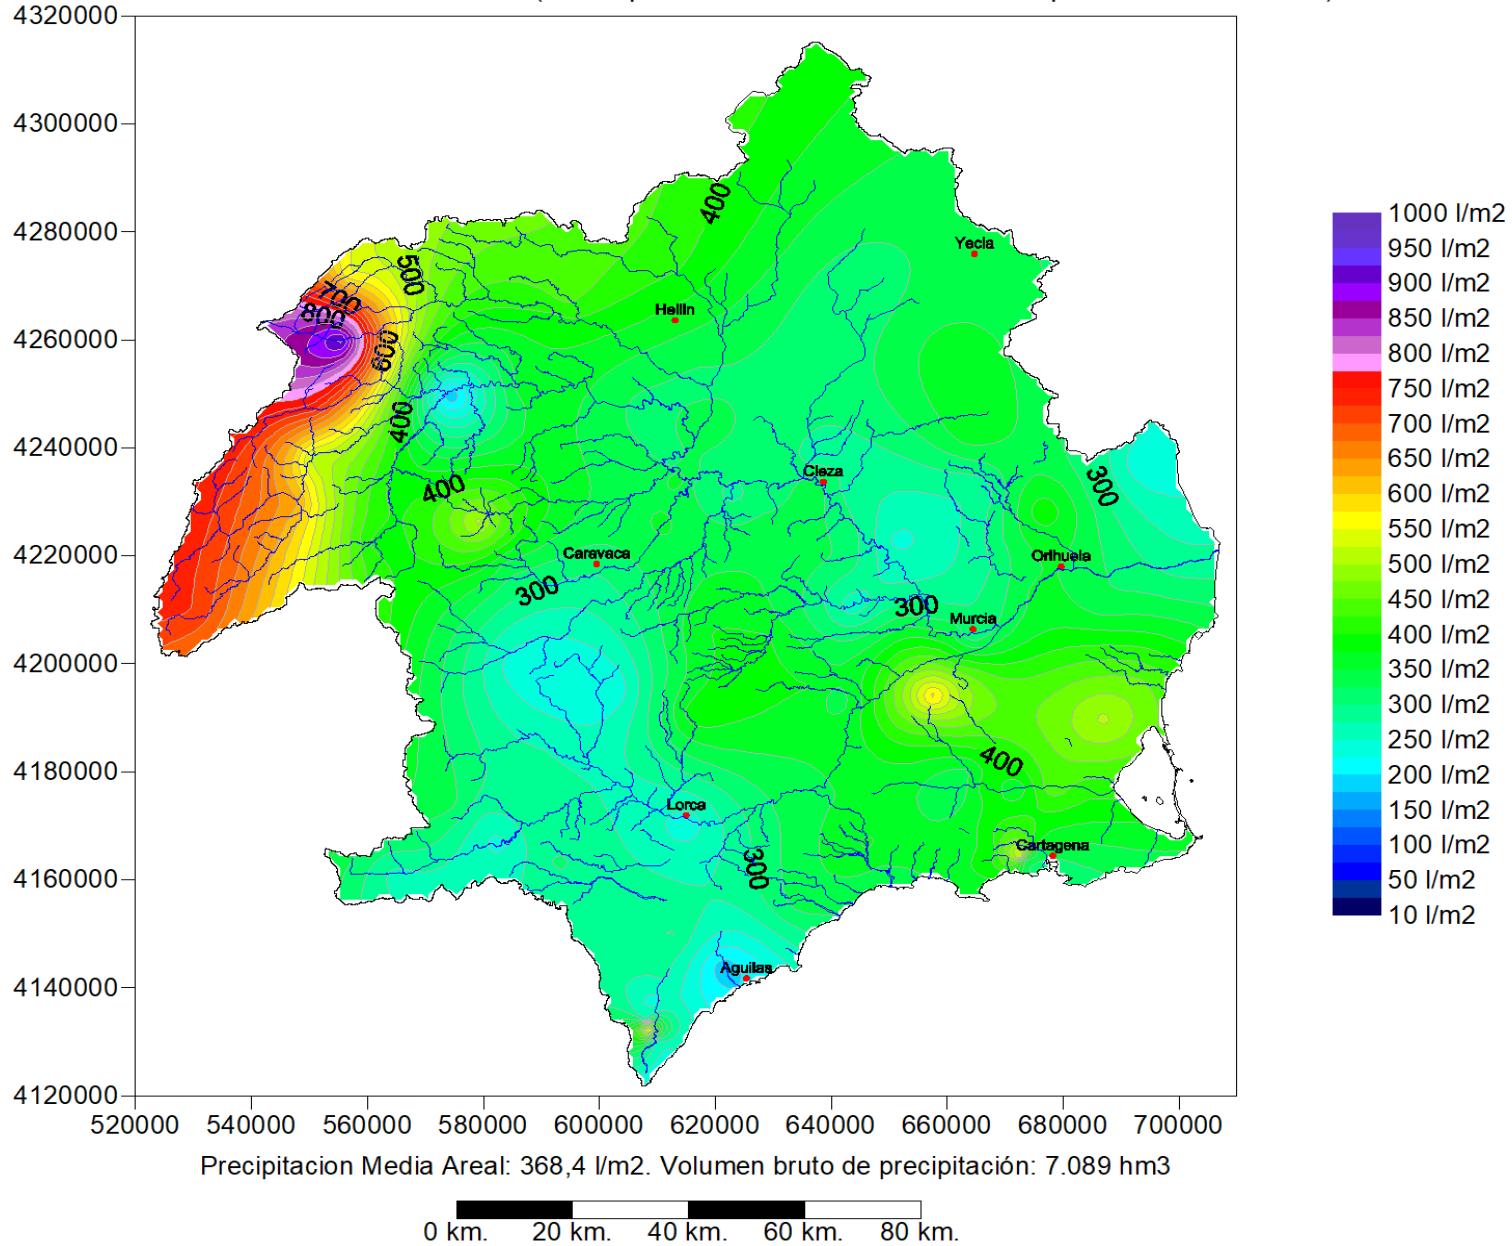 4320000
4300000
4280000
4260000
4240000
4220000
4200000
4180000
4160000
4140000
4120000
520000 540000 560000 580000 600000 620000 640000 660000 680000 700000
400
Yecla
500
700
800
Hellin
600
400
400
Cieza
300
Caravaca
Orihuela
300
300
Murcia
400
Lorca
Cartagena
300
Aguilas
1000 l/m2
950 l/m2
900 l/m2
850 l/m2
800 l/m2
750 l/m2
700 l/m2
650 l/m2
600 l/m2
550 l/m2
500 l/m2
450 l/m2
400 l/m2
350 l/m2
300 l/m2
250 l/m2
200 l/m2
150 l/m2
100 l/m2
50 l/m2
10 l/m2
Precipitacion Media Areal: 368,4 l/m2. Volumen bruto de precipitación: 7.089 hm3
0 km. 20 km. 40 km. 60 km. 80 km.